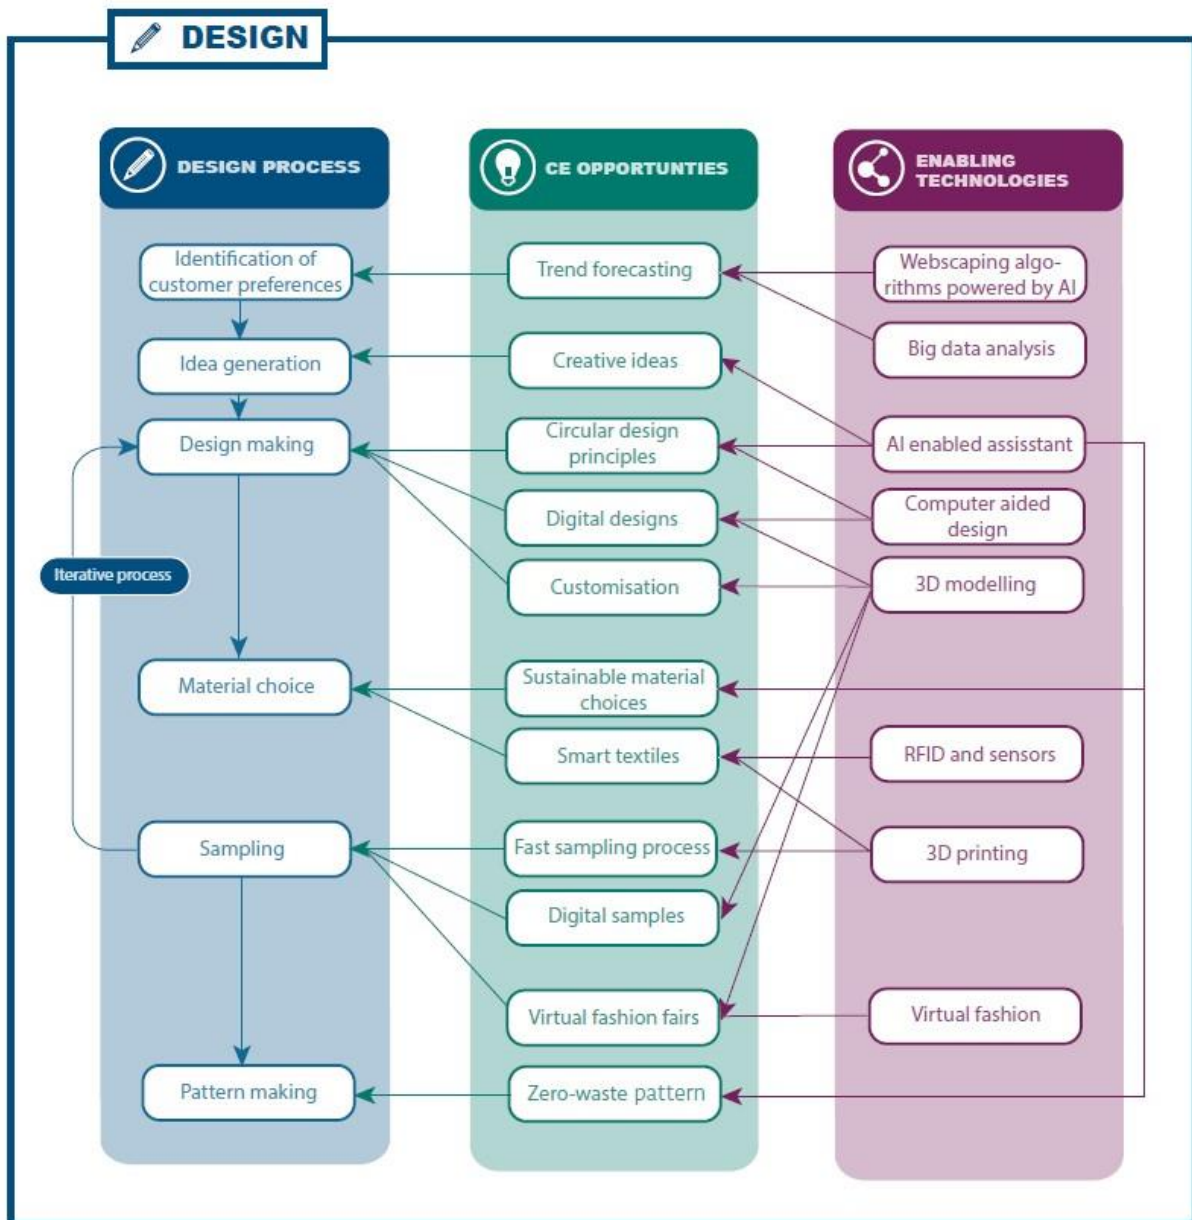 DESIGN
DESIGN PROCESS
Identification of
customer preferences
Idea generation
Design making
Iterative process
Material choice
Sampling
Pattern making
CE OPPORTUNTIES
Trend forecasting
Creative ideas
Circular design
principles
Digital designs
Customisation
Sustainable material
choices
Smart textiles
Fast sampling process
Digital samples
Virtual fashion fairs
Zero-waste pattern
ENABLING
TECHNOLOGIES
Webscaping algo-
rithms powered by AI
Big data analysis
AI enabled assisstant
Computer aided
design
3D modelling
RFID and sensors
3D printing
Virtual fashion